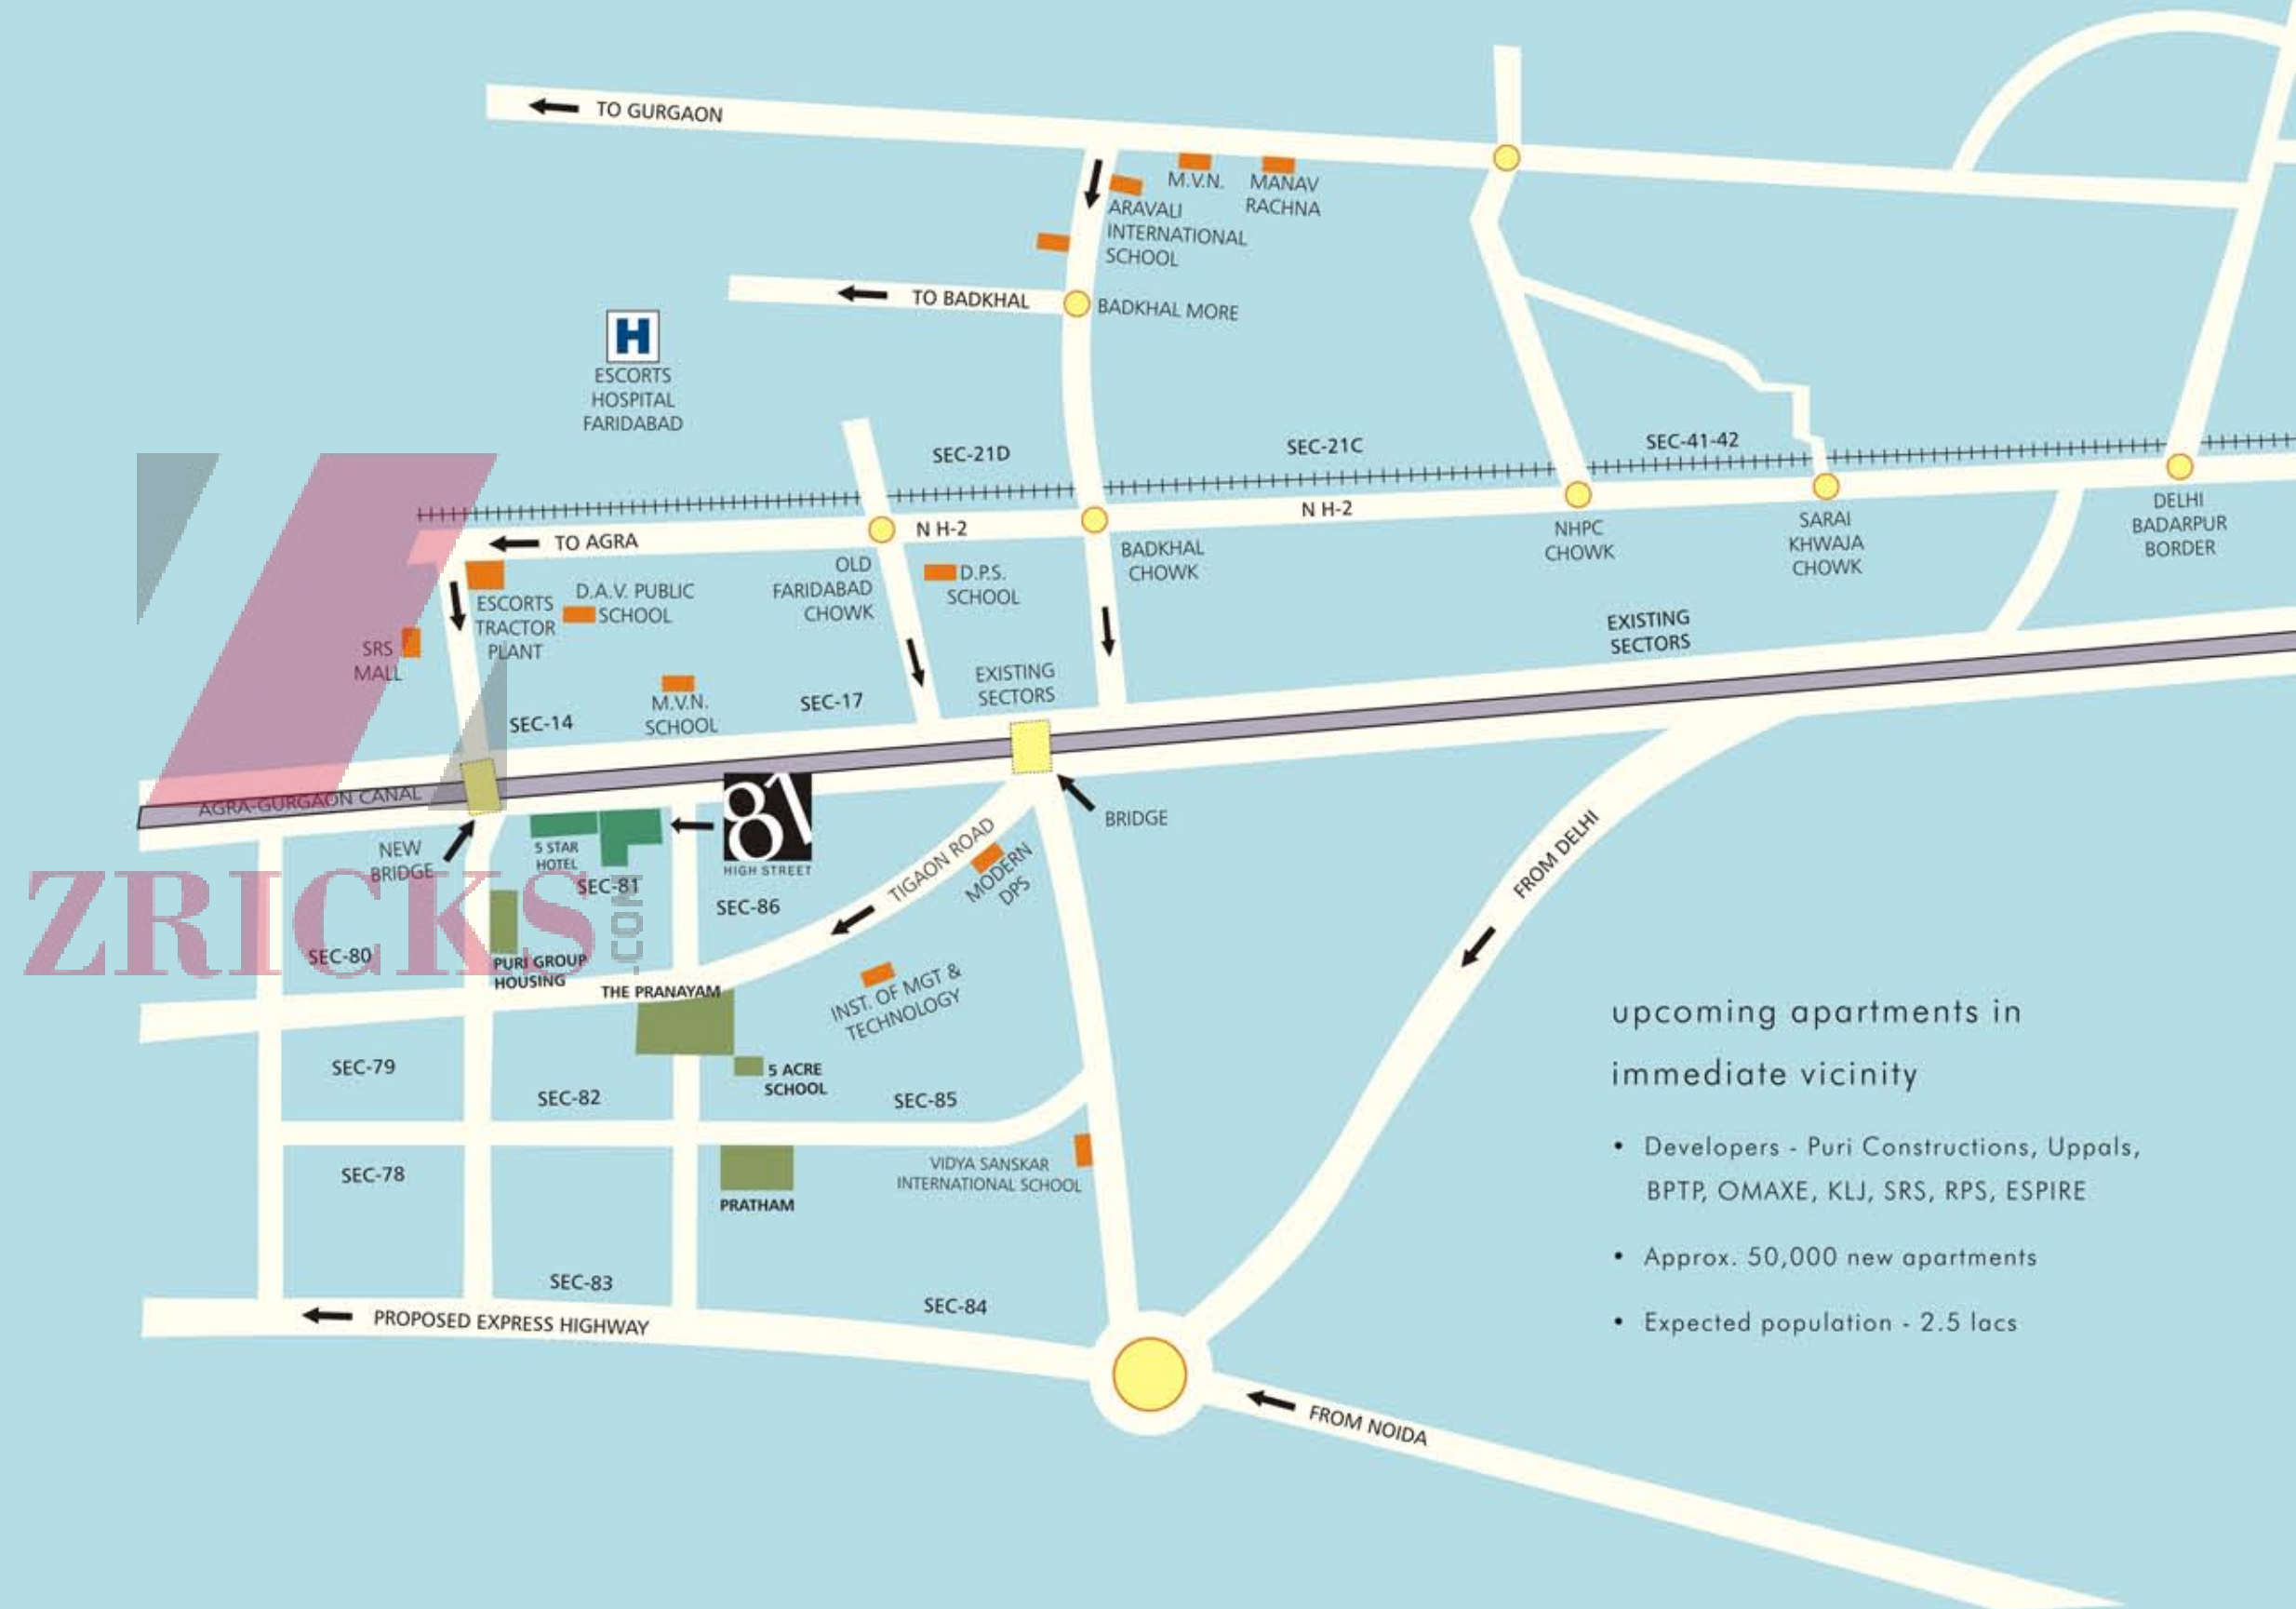 TO GURGAON
M.V.N.
MANAV
RACHNA
ARAVALI
INTERNATIONAL
SCHOOL
TO BADKHAL
BADKHAL MORE
H
ESCORTS
HOSPITAL
FARIDABAD
SEC-21D
SEC-21C
SEC-41-42
TO AGRA
N H-2
N H-2
OLD
FARIDABAD
CHOWK
D.P.S.
SCHOOL
BADKHAL
CHOWK
NHPC
CHOWK
SARAI
KHWAJA
CHOWK
DELHI
BADARPUR
BORDER
ESCORTS
TRACTOR
PLANT
D.A.V. PUBLIC
SCHOOL
SRS
MALL
M.V.N.
SCHOOL
SEC-14
SEC-17
EXISTING
SECTORS
EXISTING
SECTORS
AGRA-GURGAON CANAL
NEW
BRIDGE
5 STAR
HOTEL
SEC-81
81
HIGH STREET
SEC-86
TIGAON ROAD
MODERN
DPS
BRIDGE
FROM DELHI
ZRICKS
.COM
SEC-80
PURI GROUP
HOUSING
THE PRANAYAM
INST. OF MGT &
TECHNOLOGY
SEC-79
SEC-82
5 ACRE
SCHOOL
SEC-85
SEC-78
PRATHAM
VIDYA SANSKAR
INTERNATIONAL SCHOOL
SEC-83
SEC-84
PROPOSED EXPRESS HIGHWAY
FROM NOIDA
upcoming apartments in
immediate vicinity
• Developers - Puri Constructions, Uppals,
BPTP, OMAXE, KLJ, SRS, RPS, ESPIRE
• Approx. 50,000 new apartments
• Expected population - 2.5 lacs